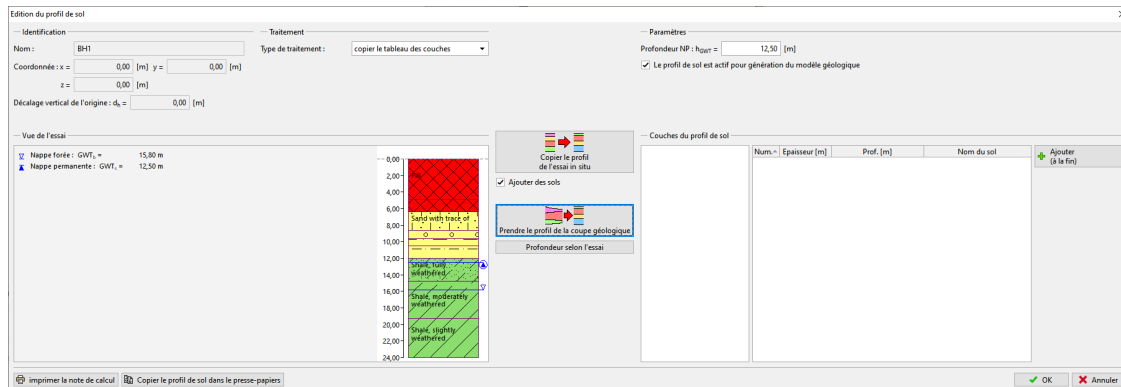 Edition du profil de sol
Identification
Nom : BH1
Coordonnée : x = 0,00 [m] y = 0,00 [m]
z = 0,00 [m]
Décalage vertical de l'origine : dₕ = 0,00 [m]
Traitement
Type de traitement : copier le tableau des couches
Paramètres
Profondeur NP : hGWT = 12,50 [m]
Le profil de sol est actif pour génération du modèle géologique
Vue de l'essai
Nappe forée : GWTb = 15,80 m
Nappe permanente : GWTs = 12,50 m
0,00
2,00
4,00
6,00
8,00
10,00
12,00
14,00
16,00
18,00
20,00
22,00
24,00
Sand with trace of
Shale, fully
weathered
Shale, moderately
weathered
Shale, slightly
weathered
Copier le profil
de l'essai in situ
Ajouter des sols
Prendre le profil de la coupe géologique
Profondeur selon l'essai
Couches du profil de sol
Num. Epaisseur [m] Prof. [m] Nom du sol
Ajouter
(à la fin)
imprimer la note de calcul
Copier le profil de sol dans le presse-papiers
OK
Annuler